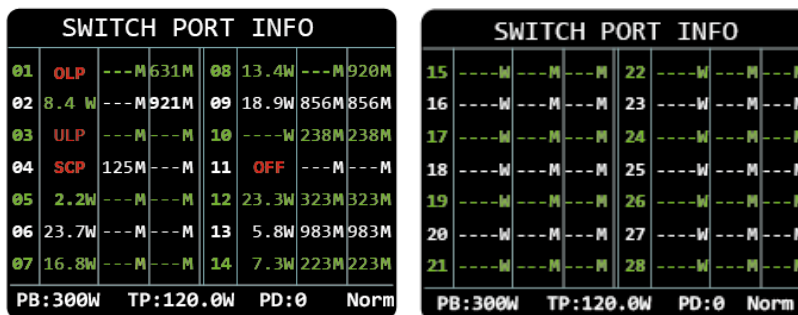 SWITCH PORT INFO
01 OLP ---M 631M 08 13.4W ---M 920M
02 8.4 W ---M 921M 09 18.9W 856M 856M
03 ULP ---M ---M 10 ----W 238M 238M
04 SCP 125M ---M 11 OFF ---M ---M
05 2.2W ---M ---M 12 23.3W 323M 323M
06 23.7W ---M ---M 13 5.8W 983M 983M
07 16.8W ---M ---M 14 7.3W 223M 223M
PB:300W TP:120.0W PD:0 Norm
SWITCH PORT INFO
15 ----W ---M ---M 22 ----W ---M ---
16 ----W ---M ---M 23 ----W ---M ---
17 ----W ---M ---M 24 ----W ---M ---
18 ----W ---M ---M 25 ----W ---M ---
19 ----W ---M ---M 26 ----W ---M ---
20 ----W ---M ---M 27 ----W ---M ---
21 ----W ---M ---M 28 ----W ---M ---
PB:300W TP:120.0W PD:0 Norm